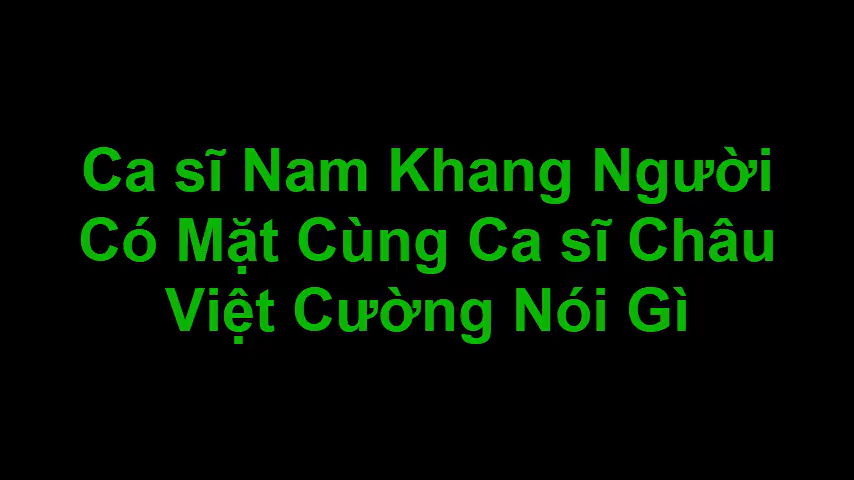 Ca sĩ Nam Khang Người
Có Mặt Cùng Ca sĩ Châu
Việt Cường Nói Gì